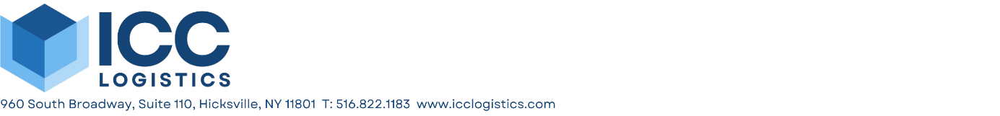 ICC
LOGISTICS
960 South Broadway, Suite 110, Hicksville, NY 11801 T: 516.822.1183 www.icclogistics.com